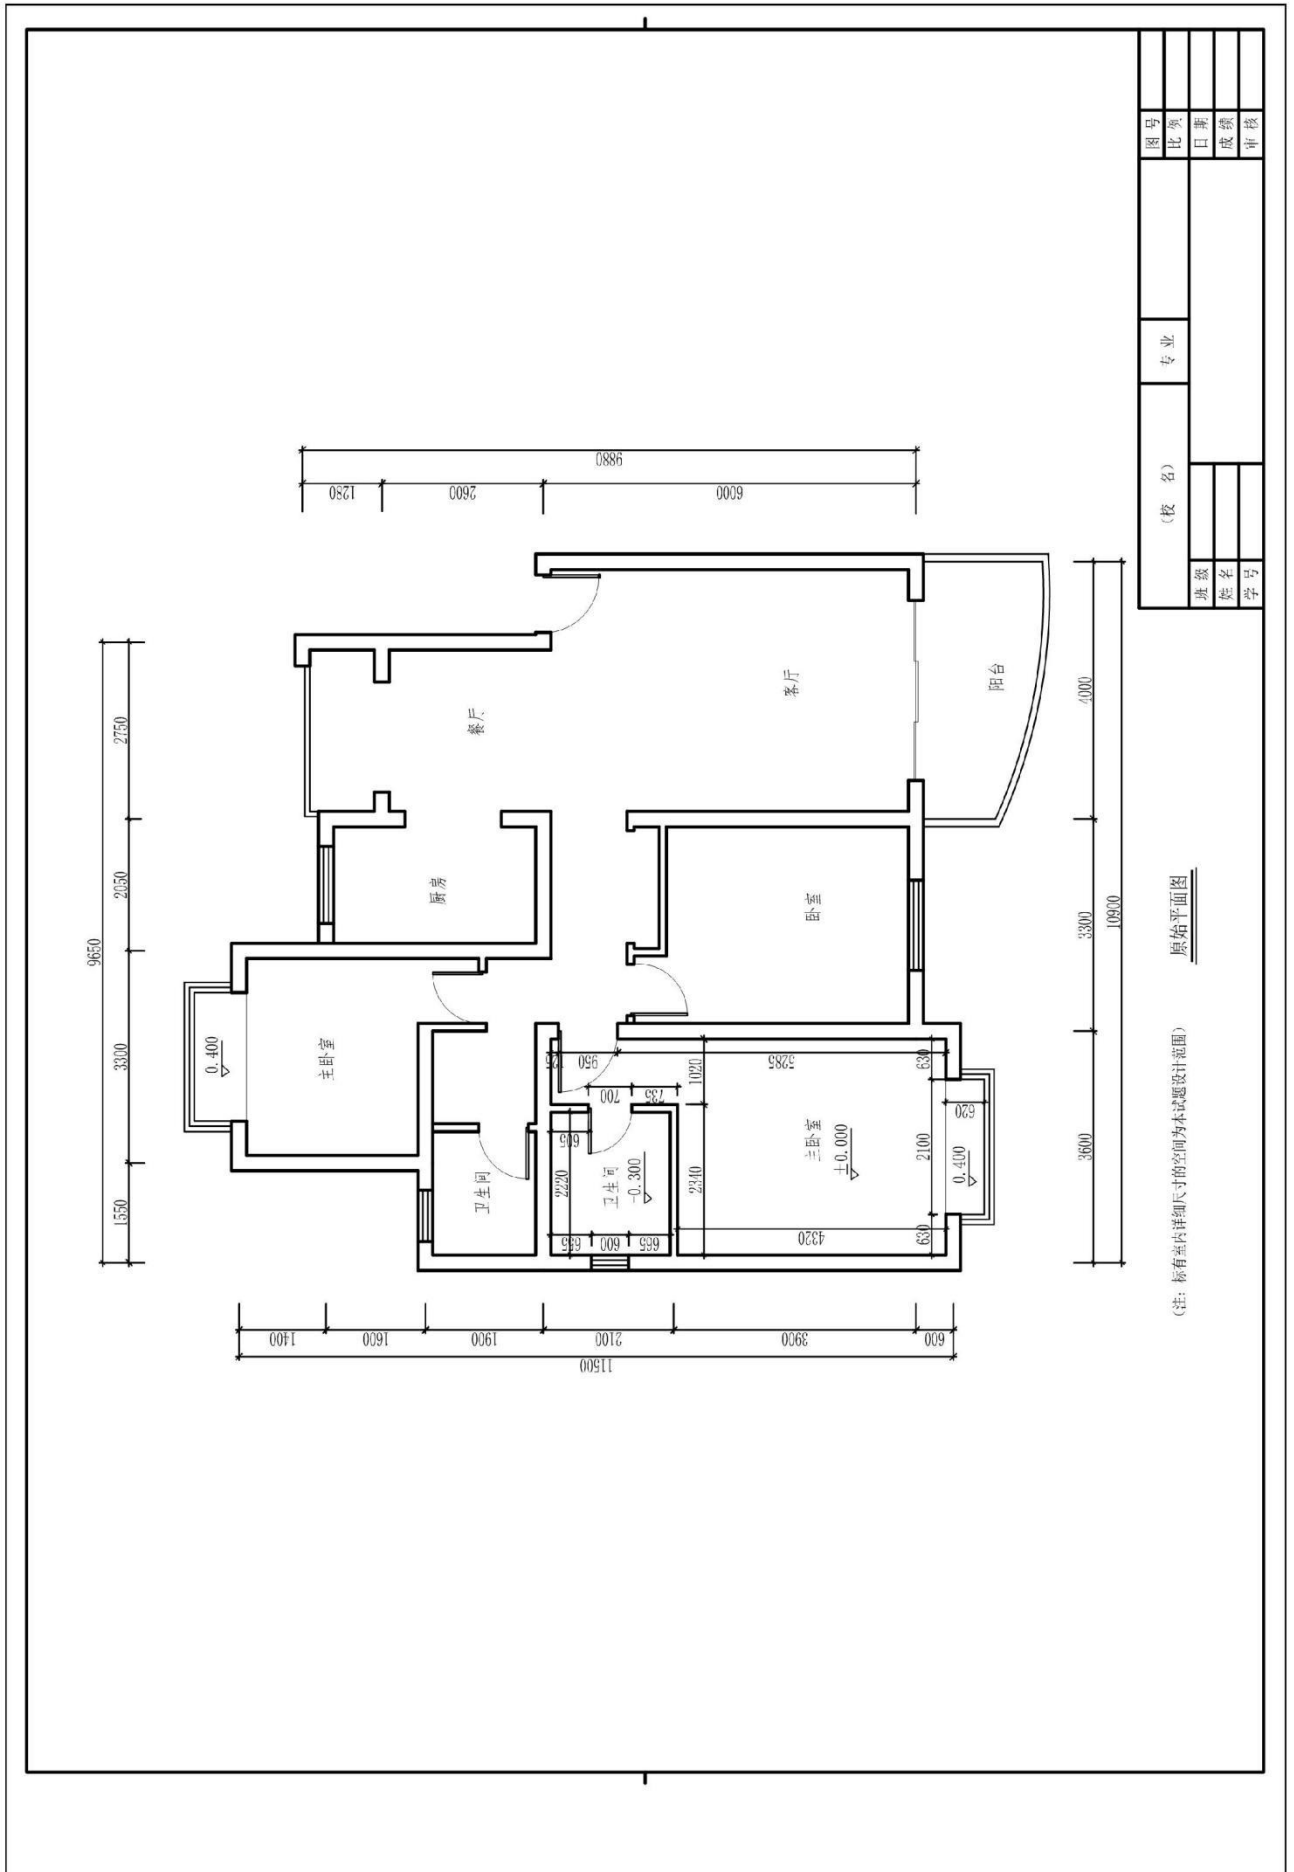 图 号
比 例
日 期
成 绩
审 核
专 业
（校 名）
班 级
姓 名
学 号
9880
1280
2600
6000
9650
2750
2050
3300
1550
餐厅
客厅
阳台
厨房
卧室
主卧室
0.400
卫生间
卫生间
-0.300
主卧室
±0.000
0.400
125
950
5285
1020
630
700
735
605
2220
2340
2100
620
655
600
665
4320
630
4000
3300
3600
10900
1400
1600
1900
2100
3900
600
11500
原始平面图
（注：标有室内详细尺寸的空间为本试题设计范围）